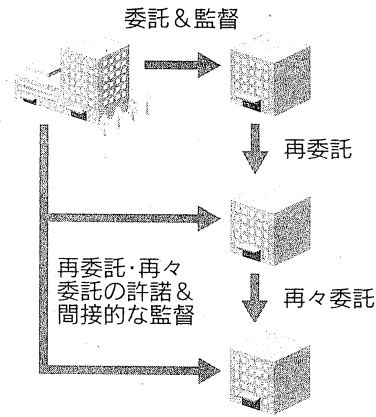 委託＆監督
再委託
再委託・再々
委託の許諾＆
間接的な監督
再々委託